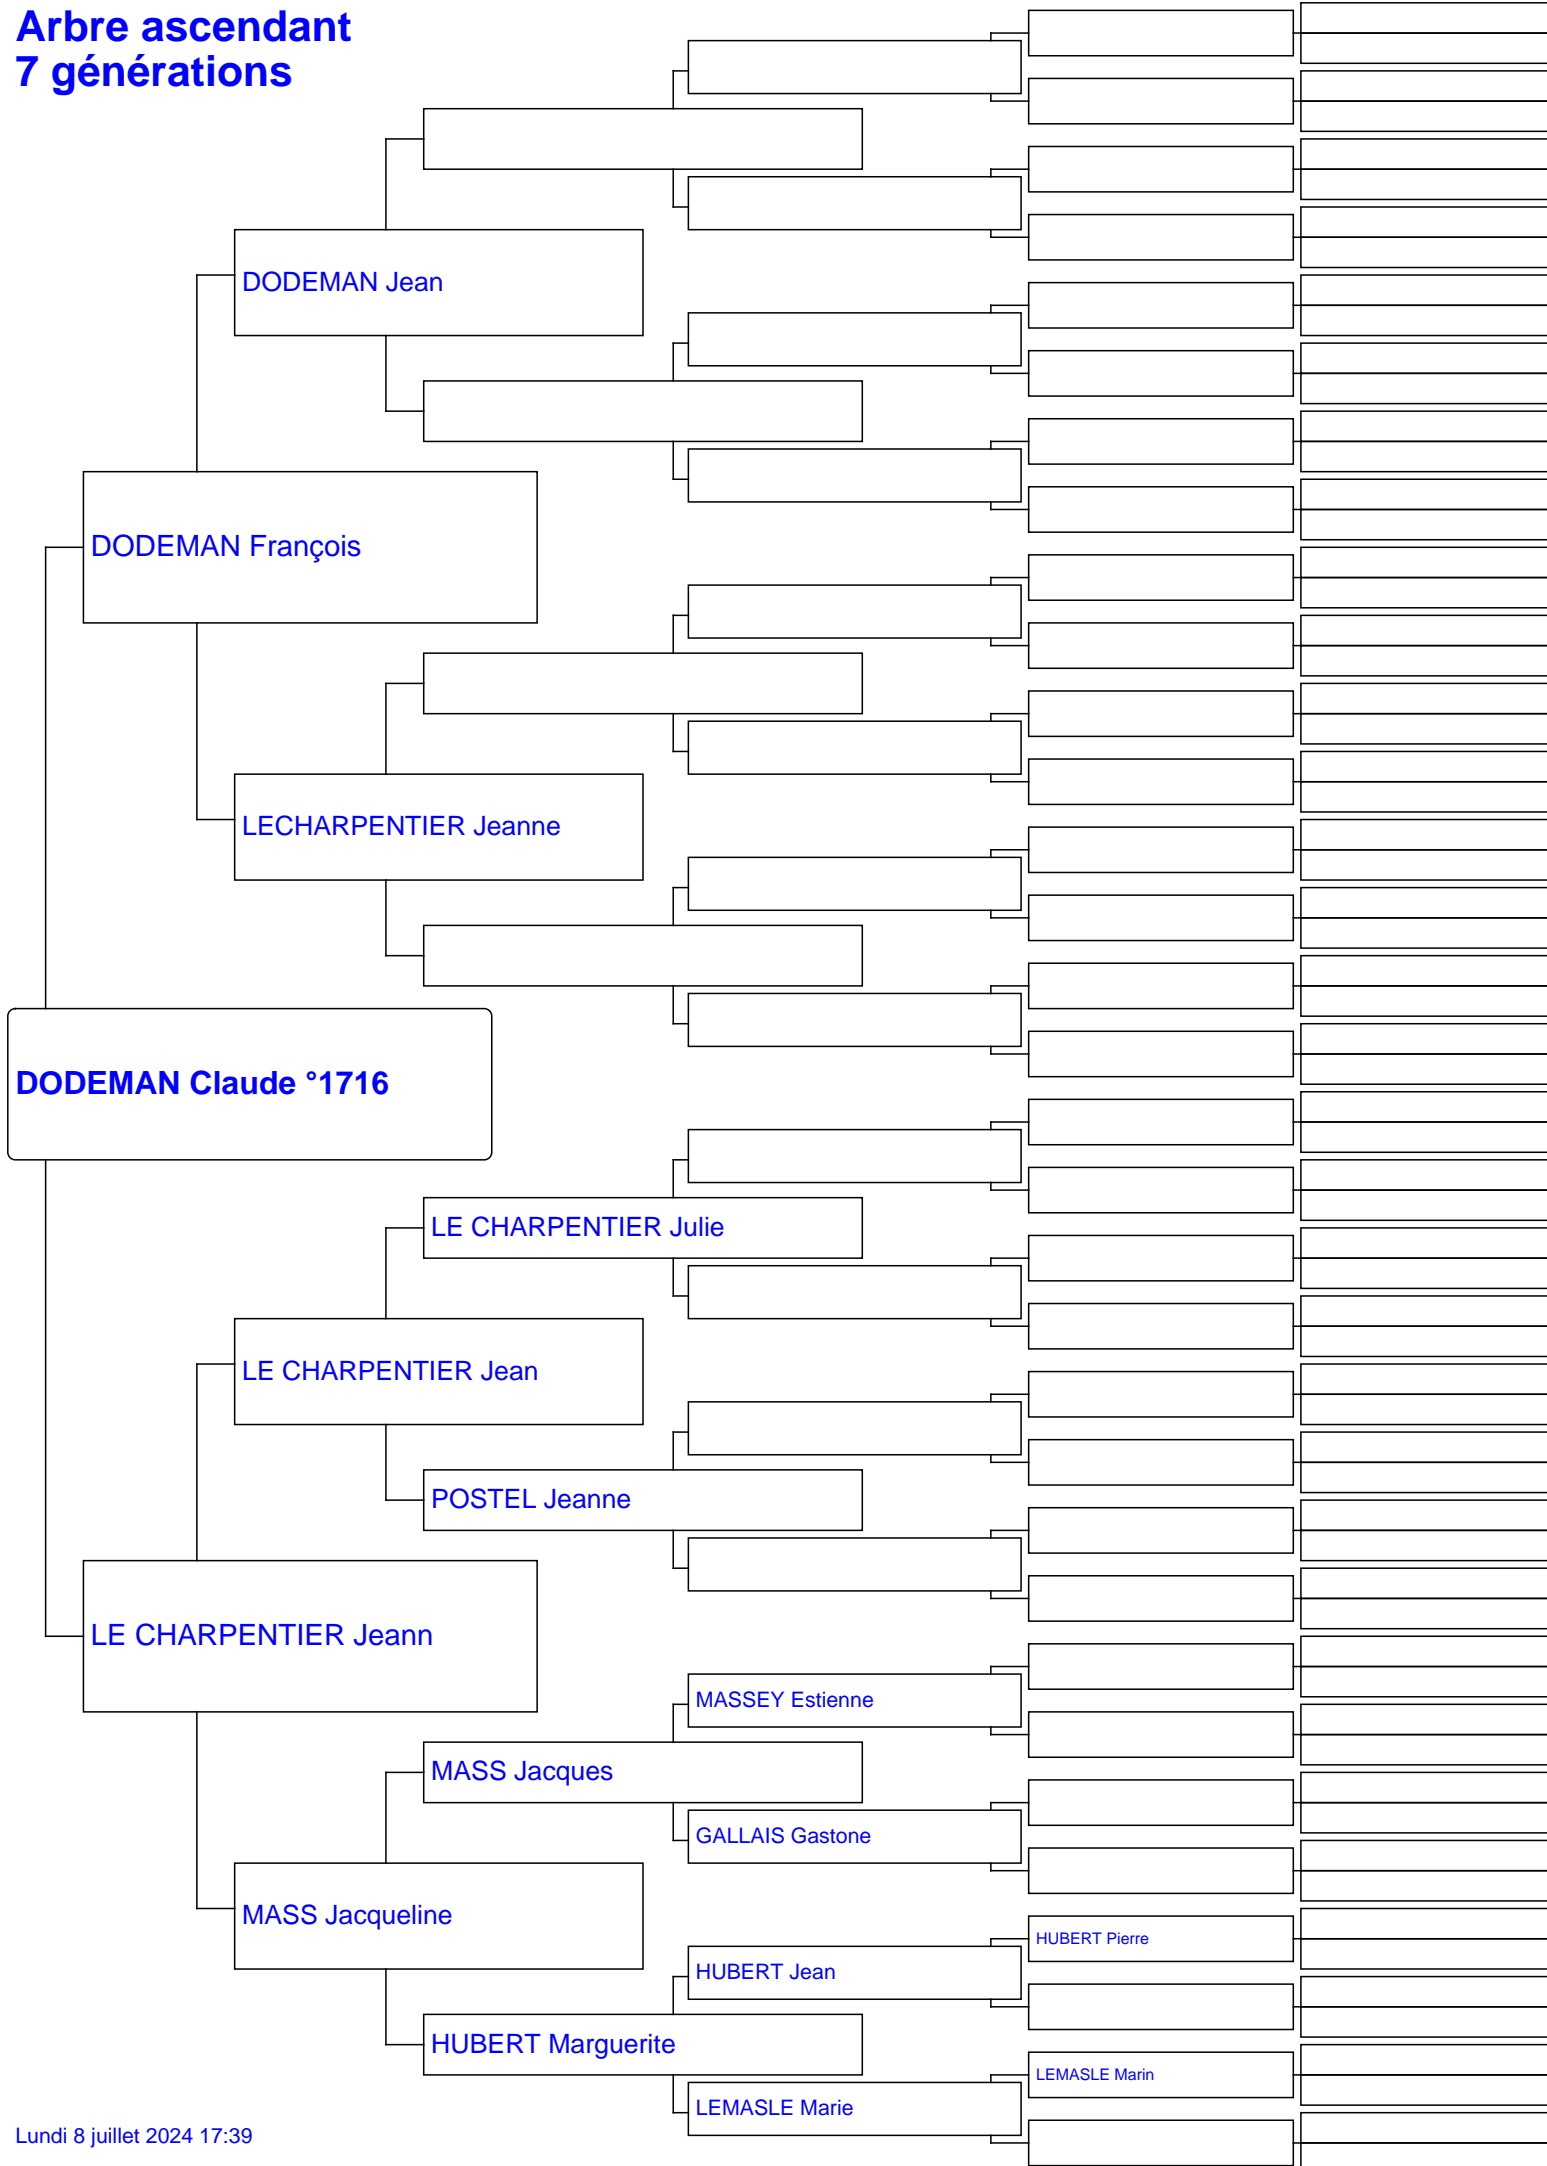 Arbre ascendant
7 générations
DODEMAN Jean
DODEMAN François
LECHARPENTIER Jeanne
DODEMAN Claude °1716
LE CHARPENTIER Julie
LE CHARPENTIER Jean
POSTEL Jeanne
LE CHARPENTIER Jeann
MASSEY Estienne
MASS Jacques
GALLAIS Gastone
MASS Jacqueline
HUBERT Pierre
HUBERT Jean
HUBERT Marguerite
LEMASLE Marin
LEMASLE Marie
Lundi 8 juillet 2024 17:39